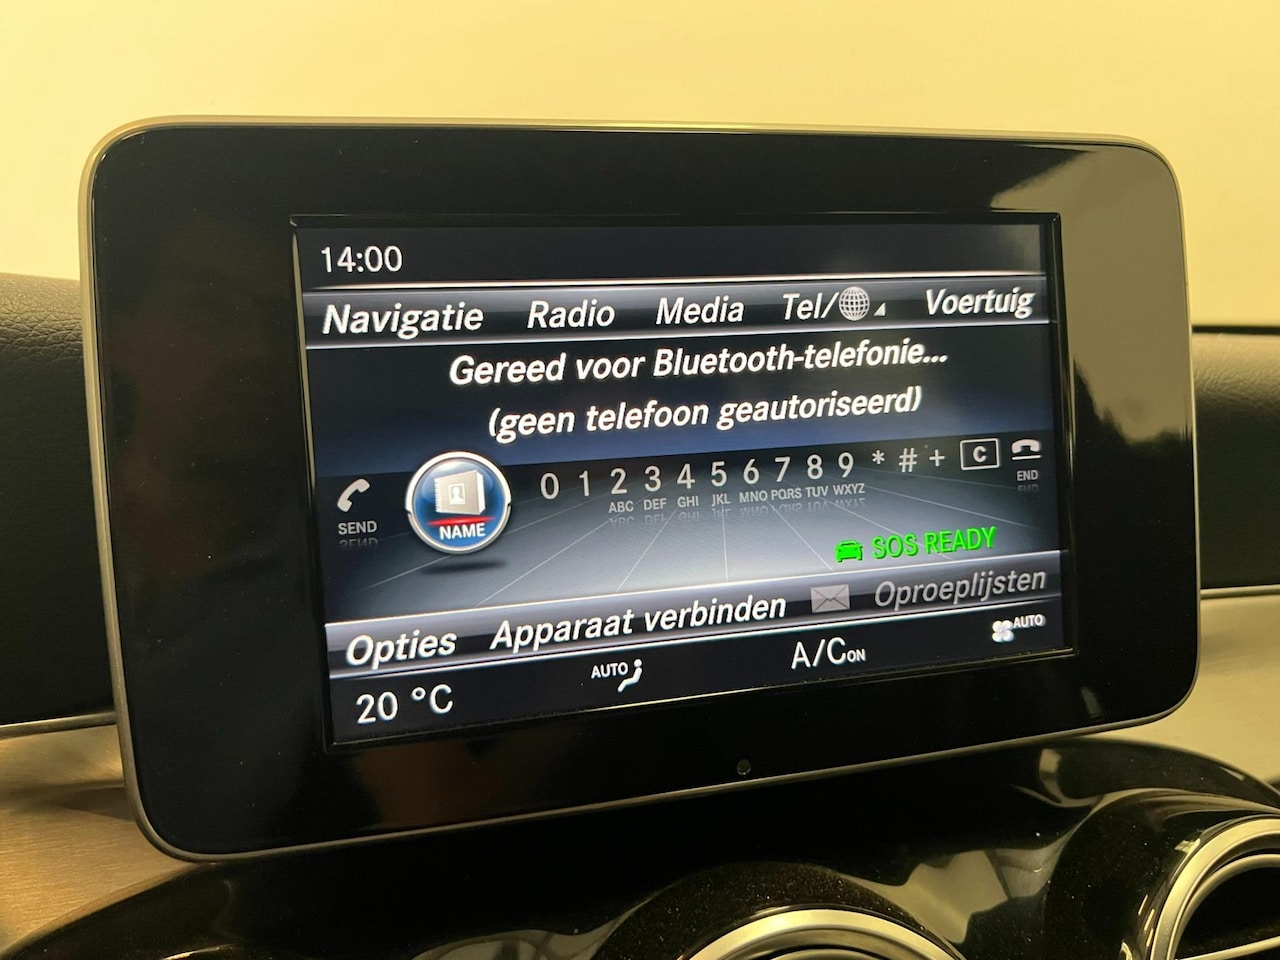 14:00
Navigatie Radio Media Tel/ Voertuig
Gereed voor Bluetooth-telefonie...
(geen telefoon geautoriseerd)
SEND NAME 0 1 2 3 4 5 6 7 8 9 * # + C END
ABC DEF GHI JKL MNO PQRS TUV WXYZ
SOS READY
Opties Apparaat verbinden Oproeplijsten
20 °C AUTO A/C ON AUTO